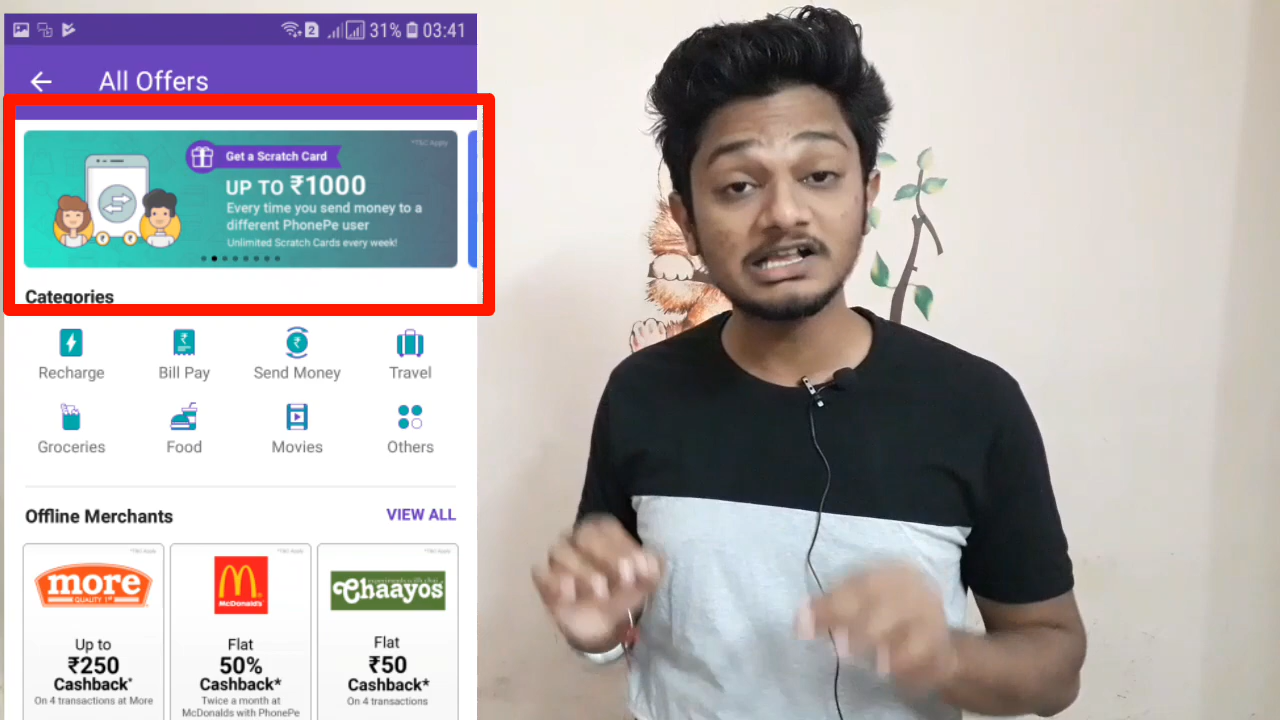 2 31% 03:41
All Offers
*T&C Apply
Get a Scratch Card
UP TO ₹1000
Every time you send money to a
different PhonePe user
Unlimited Scratch Cards every week!
Categories
Recharge Bill Pay Send Money Travel
Groceries Food Movies Others
Offline Merchants VIEW ALL
*T&C Apply
more
QUALITY 1ST
Up to
₹250
Cashback*
On 4 transactions at More
*T&C Apply
McDonald's
Flat
50%
Cashback*
Twice a month at
McDonalds with PhonePe
*T&C Apply
Chaayos
Flat
₹50
Cashback*
On 4 transactions